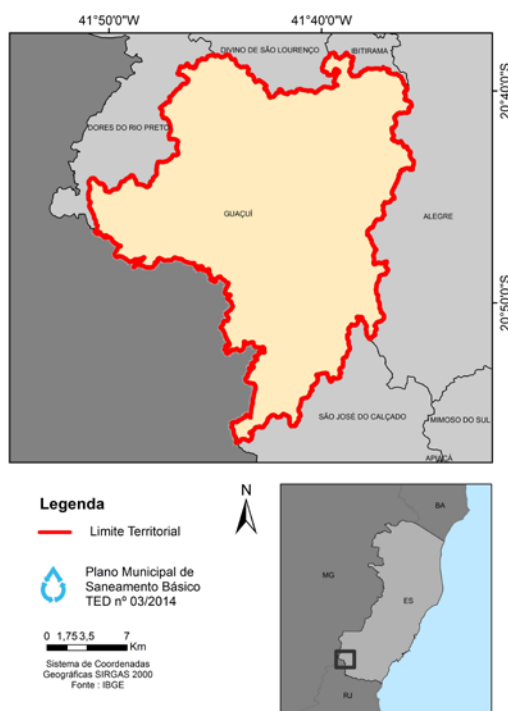 41°50'0"W
41°40'0"W
DIVINO DE SÃO LOURENÇO
IBITIRAMA
20°40'0"S
DORES DO RIO PRETO
GUAÇUÍ
ALEGRE
20°50'0"S
SÃO JOSÉ DO CALÇADO
MIMOSO DO SUL
APIACÁ
Legenda
Limite Territorial
Plano Municipal de
Saneamento Básico
TED nº 03/2014
0 1,75 3,5 7
Km
Sistema de Coordenadas
Geográficas SIRGAS 2000
Fonte : IBGE
N
BA
MG
ES
RJ